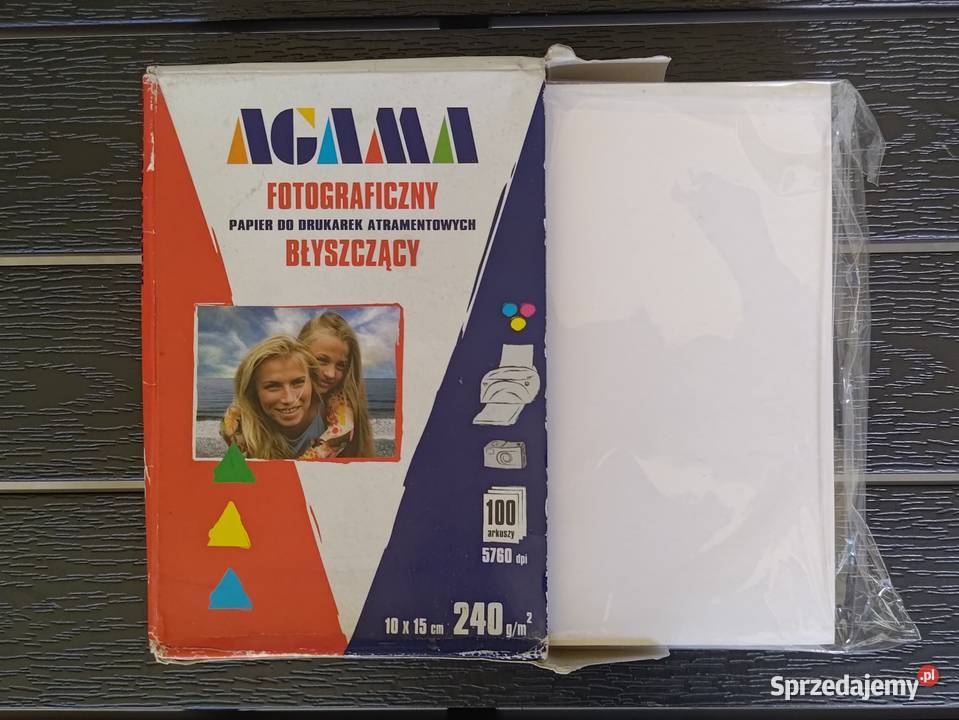 AGAMA
FOTOGRAFICZNY
PAPIER DO DRUKAREK ATRAMENTOWYCH
BŁYSZCZĄCY
100
arkuszy
5760 dpi
10 x 15 cm 240 g/m²
Sprzedajemy.pl